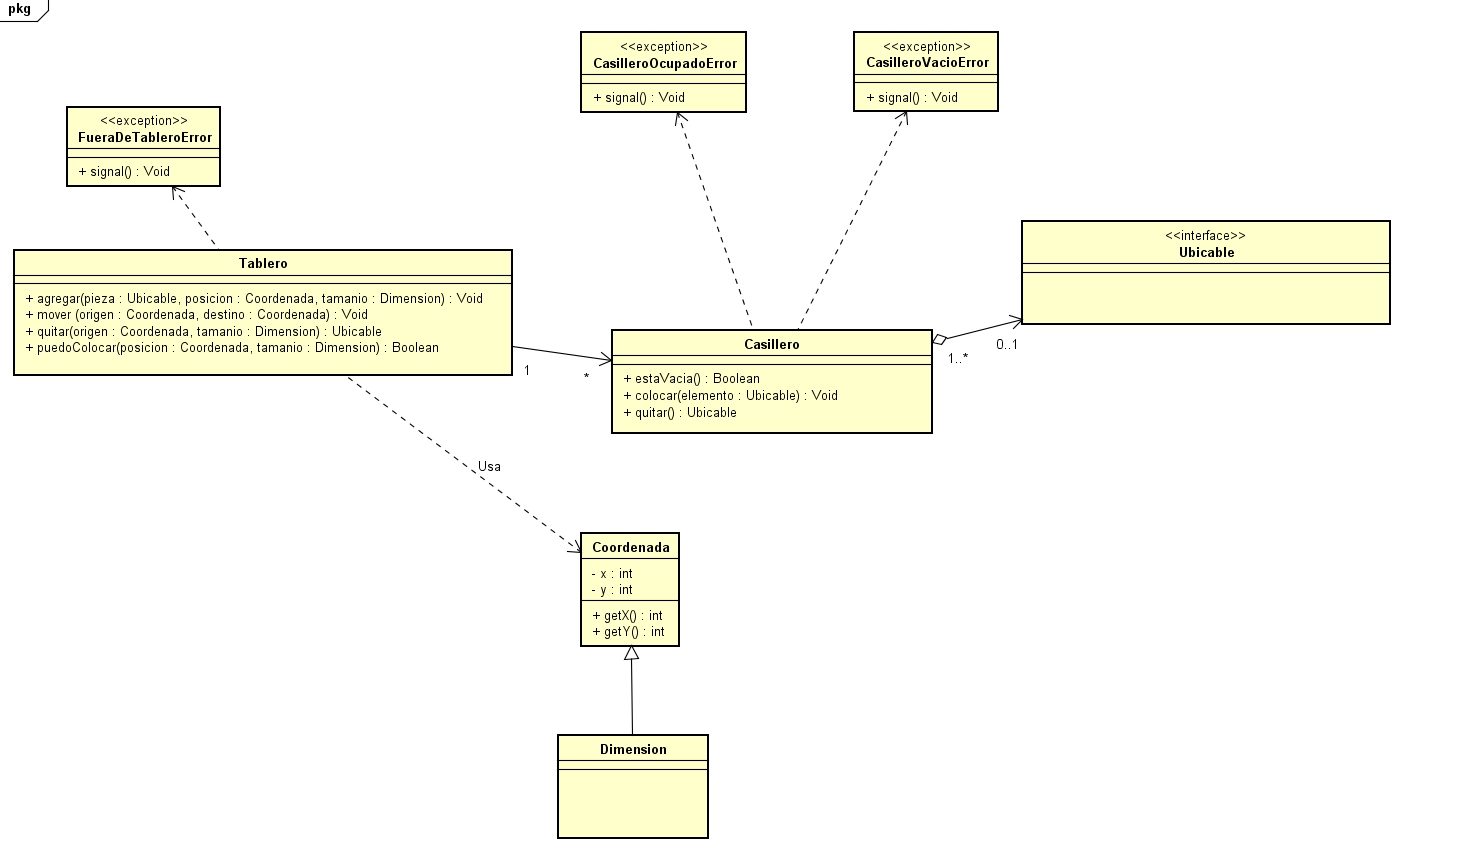 pkg
<<exception>>
CasilleroOcupadoError
+ signal() : Void
<<exception>>
CasilleroVacioError
+ signal() : Void
<<exception>>
FueraDeTableroError
+ signal() : Void
<<interface>>
Ubicable
Tablero
+ agregar(pieza : Ubicable, posicion : Coordenada, tamanio : Dimension) : Void
+ mover (origen : Coordenada, destino : Coordenada) : Void
+ quitar(origen : Coordenada, tamanio : Dimension) : Ubicable
+ puedoColocar(posicion : Coordenada, tamanio : Dimension) : Boolean
1
*
Casillero
+ estaVacia() : Boolean
+ colocar(elemento : Ubicable) : Void
+ quitar() : Ubicable
1..*
0..1
Usa
Coordenada
- x : int
- y : int
+ getX() : int
+ getY() : int
Dimension